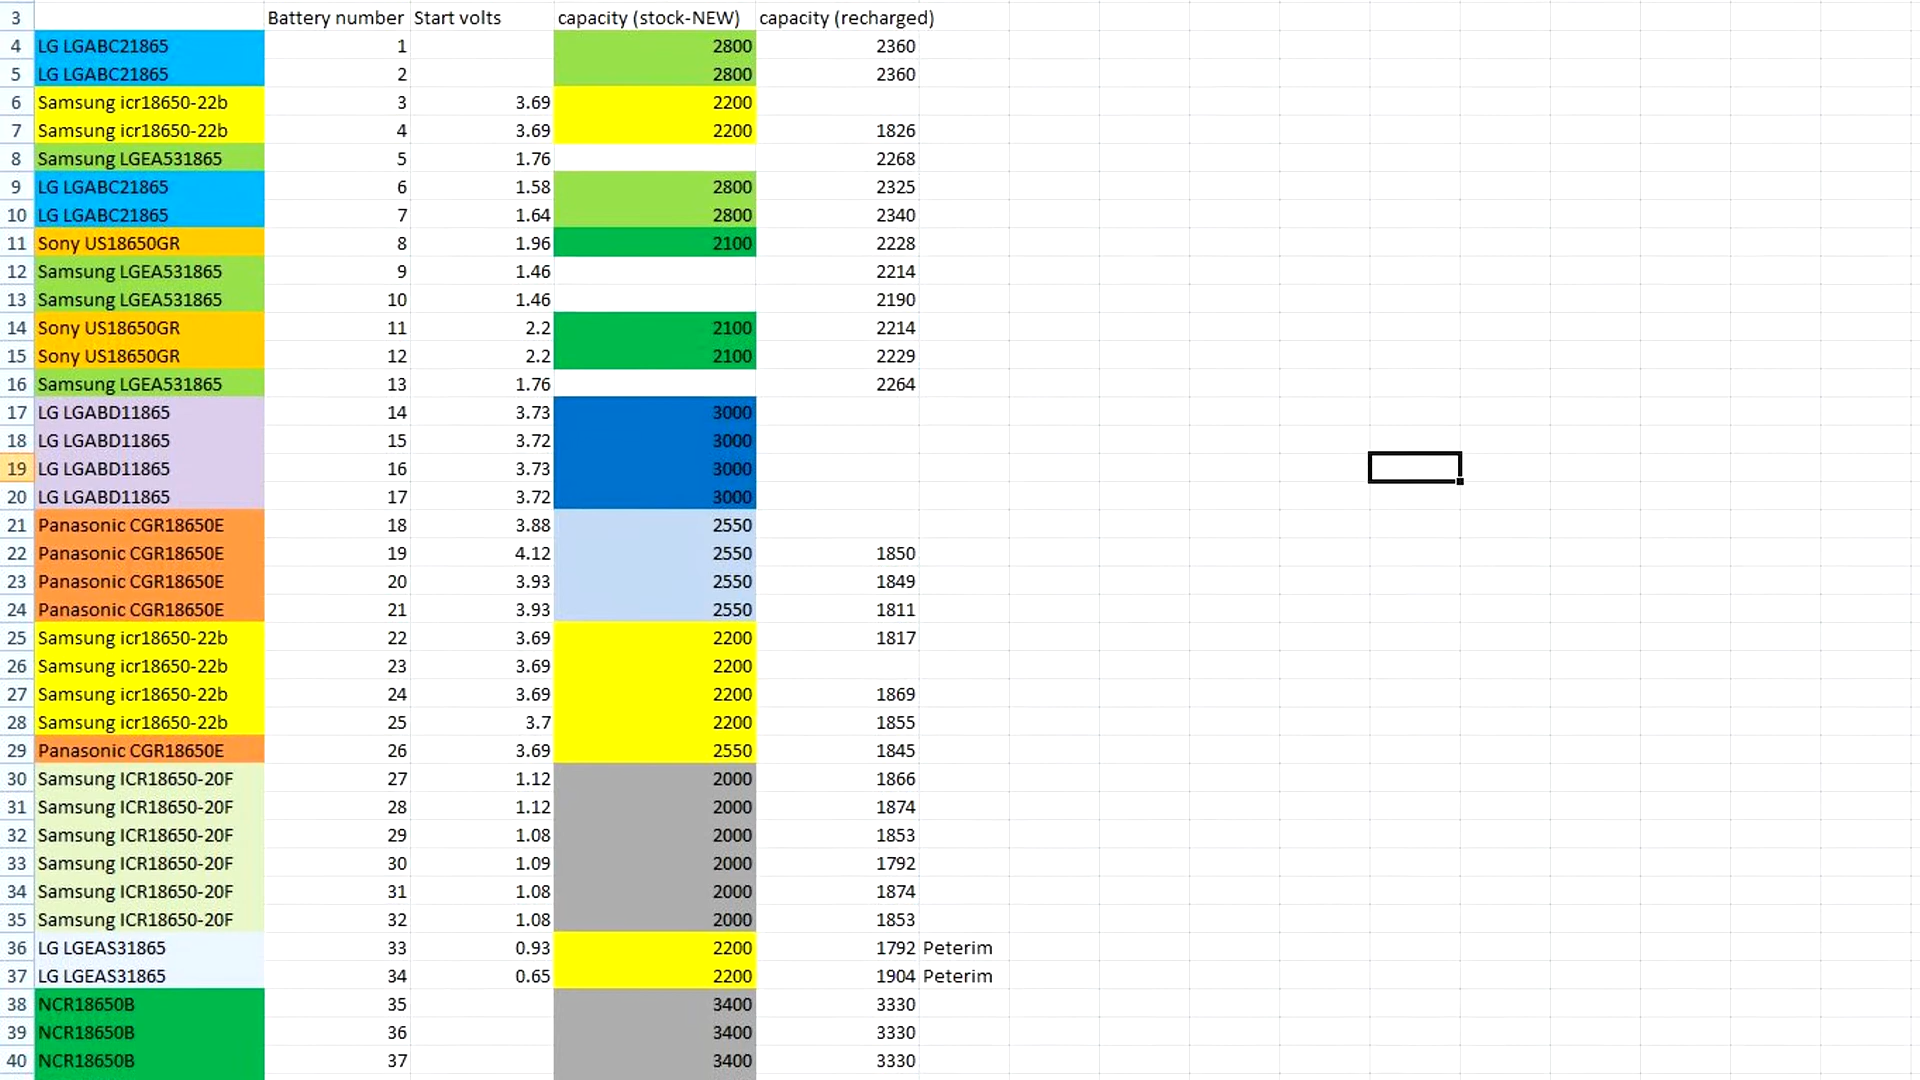 3 Battery number Start volts capacity (stock-NEW) capacity (recharged)
4 LG LGABC21865 1 2800 2360
5 LG LGABC21865 2 2800 2360
6 Samsung icr18650-22b 3 3.69 2200
7 Samsung icr18650-22b 4 3.69 2200 1826
8 Samsung LGEA531865 5 1.76 2268
9 LG LGABC21865 6 1.58 2800 2325
10 LG LGABC21865 7 1.64 2800 2340
11 Sony US18650GR 8 1.96 2100 2228
12 Samsung LGEA531865 9 1.46 2214
13 Samsung LGEA531865 10 1.46 2190
14 Sony US18650GR 11 2.2 2100 2214
15 Sony US18650GR 12 2.2 2100 2229
16 Samsung LGEA531865 13 1.76 2264
17 LG LGABD11865 14 3.73 3000
18 LG LGABD11865 15 3.72 3000
19 LG LGABD11865 16 3.73 3000
20 LG LGABD11865 17 3.72 3000
21 Panasonic CGR18650E 18 3.88 2550
22 Panasonic CGR18650E 19 4.12 2550 1850
23 Panasonic CGR18650E 20 3.93 2550 1849
24 Panasonic CGR18650E 21 3.93 2550 1811
25 Samsung icr18650-22b 22 3.69 2200 1817
26 Samsung icr18650-22b 23 3.69 2200
27 Samsung icr18650-22b 24 3.69 2200 1869
28 Samsung icr18650-22b 25 3.7 2200 1855
29 Panasonic CGR18650E 26 3.69 2550 1845
30 Samsung ICR18650-20F 27 1.12 2000 1866
31 Samsung ICR18650-20F 28 1.12 2000 1874
32 Samsung ICR18650-20F 29 1.08 2000 1853
33 Samsung ICR18650-20F 30 1.09 2000 1792
34 Samsung ICR18650-20F 31 1.08 2000 1874
35 Samsung ICR18650-20F 32 1.08 2000 1853
36 LG LGEAS31865 33 0.93 2200 1792 Peterim
37 LG LGEAS31865 34 0.65 2200 1904 Peterim
38 NCR18650B 35 3400 3330
39 NCR18650B 36 3400 3330
40 NCR18650B 37 3400 3330